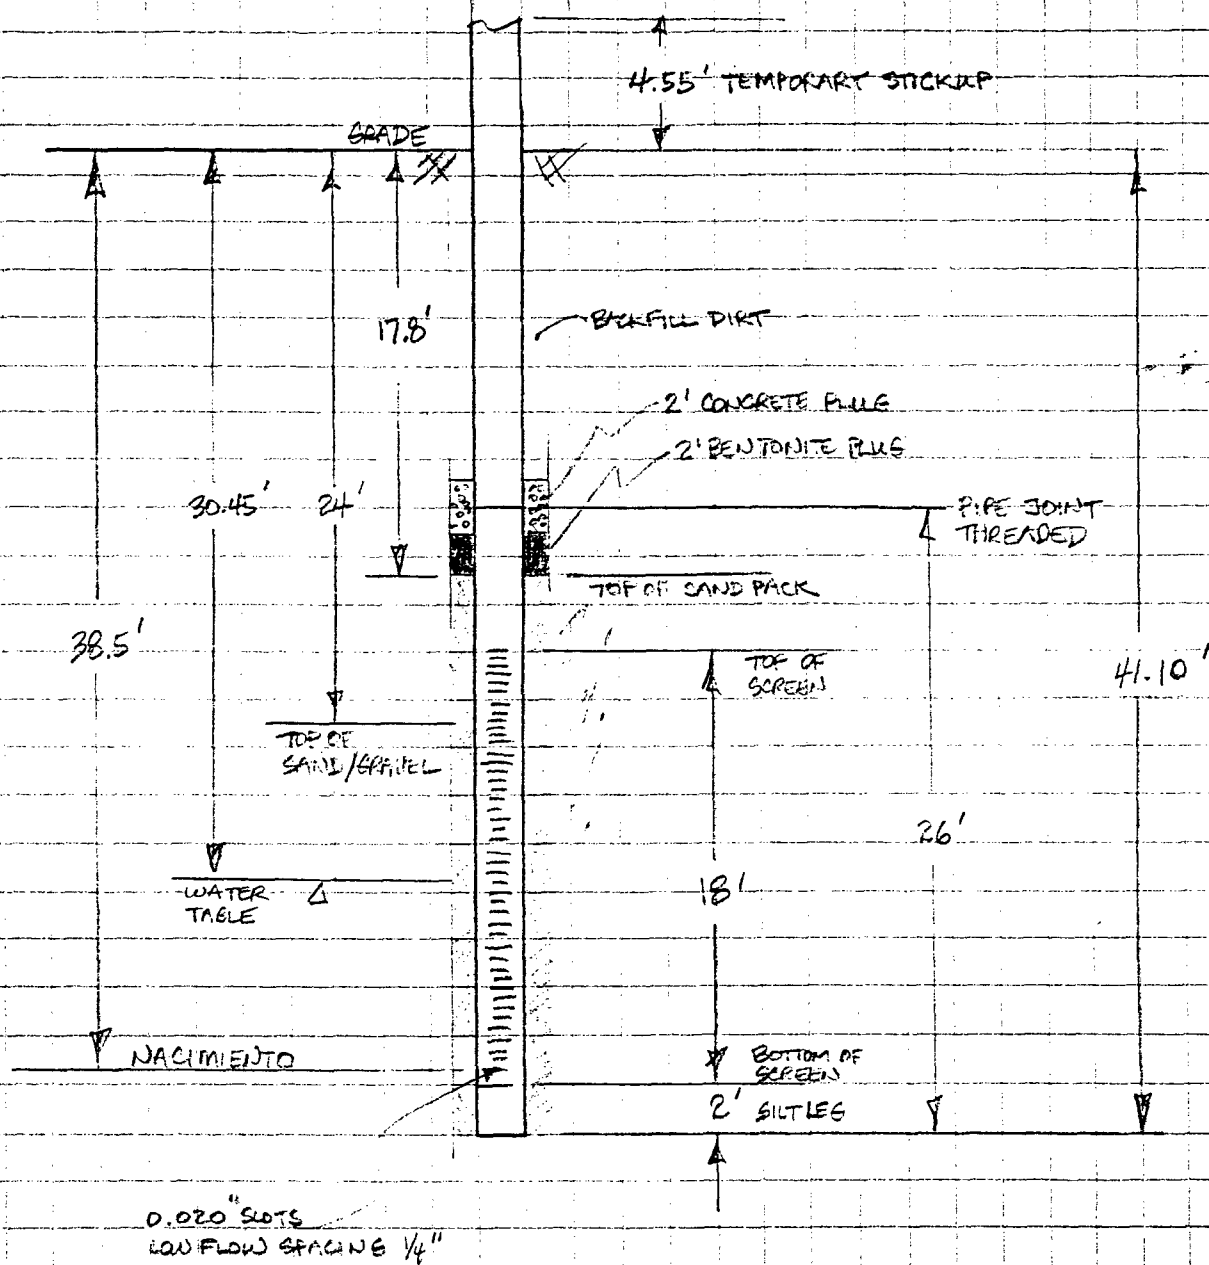 4.55' TEMPORARY STICKUP
GRADE
17.8'
BACKFILL DIRT
2' CONCRETE PLUG
2' BENTONITE PLUG
30.45'
24'
PIPE JOINT
THREADED
TOP OF SAND PACK
38.5'
TOP OF
SCREEN
41.10'
TOP OF
SAND/GRAVEL
26'
18'
WATER
TABLE
NACIMIENTO
BOTTOM OF
SCREEN
2' SILT LEG
0.020" SLOTS
LOW FLOW SPACING 1/4"